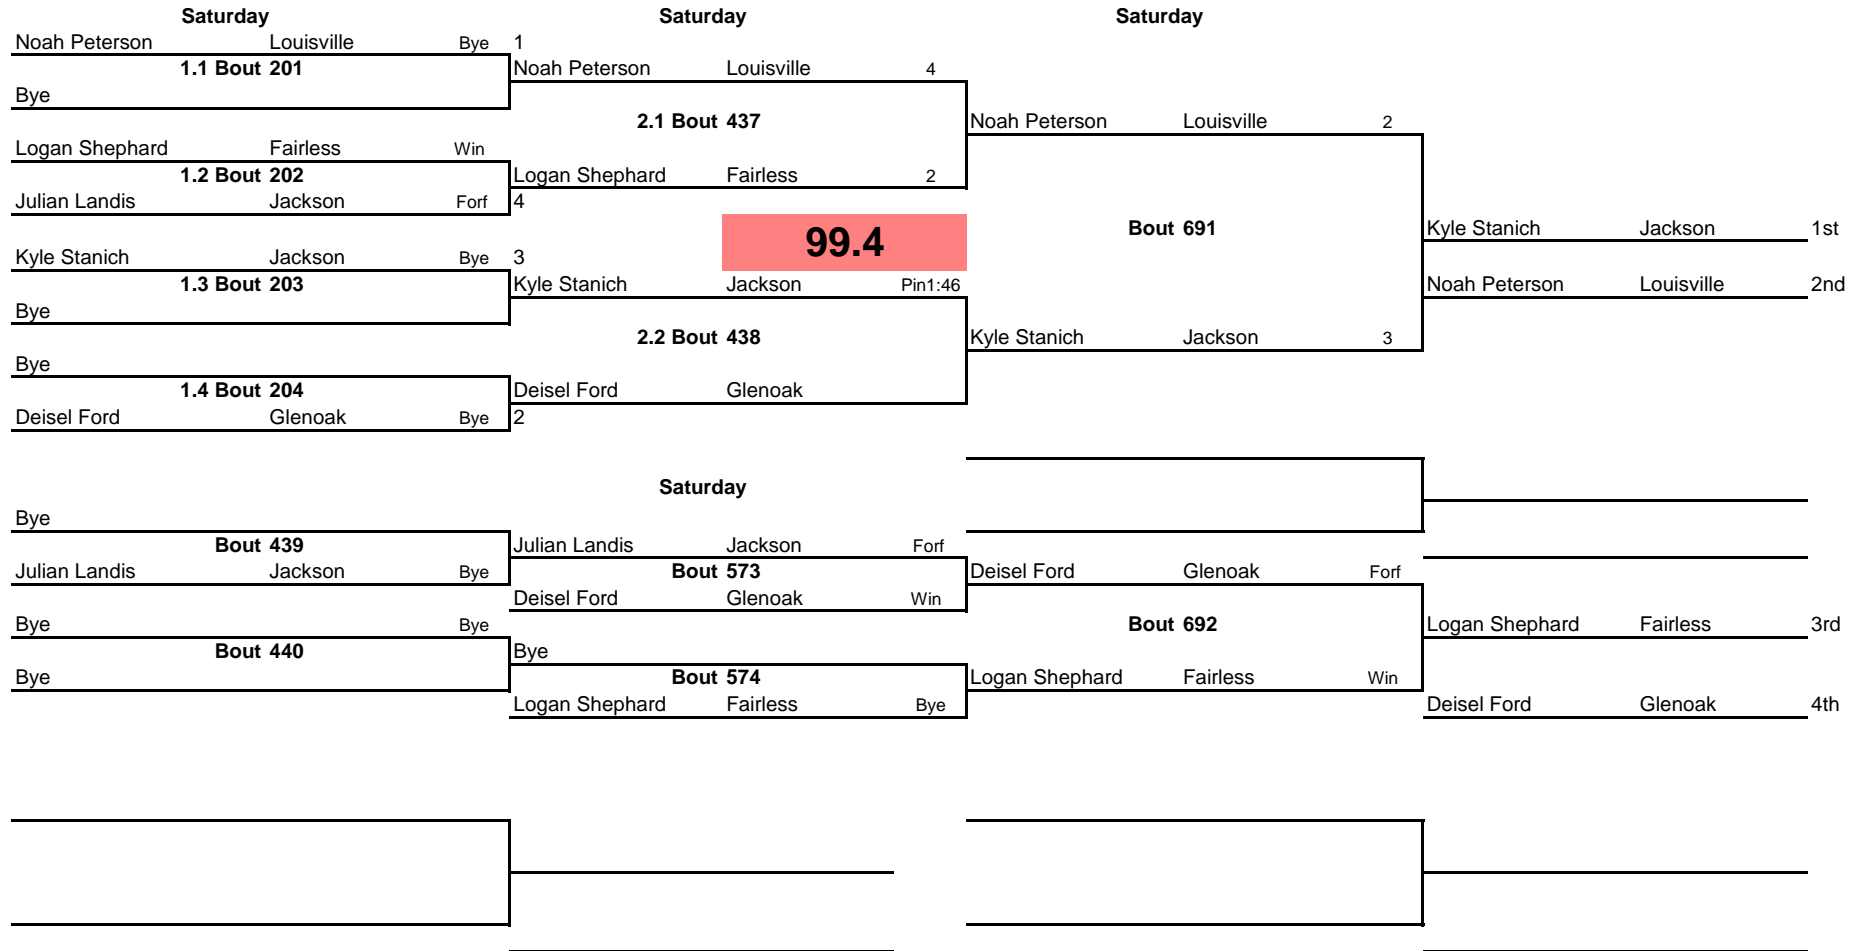 Saturday Saturday Saturday
Noah Peterson Louisville Bye 1
1.1 Bout 201 Noah Peterson Louisville 4
Bye
2.1 Bout 437 Noah Peterson Louisville 2
Logan Shephard Fairless Win
1.2 Bout 202 Logan Shephard Fairless 2
Julian Landis Jackson Forf 4
99.4 Bout 691 Kyle Stanich Jackson 1st
Kyle Stanich Jackson Bye 3
1.3 Bout 203 Kyle Stanich Jackson Pin1:46 Noah Peterson Louisville 2nd
Bye
2.2 Bout 438 Kyle Stanich Jackson 3
Bye
1.4 Bout 204 Deisel Ford Glenoak
Deisel Ford Glenoak Bye 2
Saturday
Bye
Bout 439 Julian Landis Jackson Forf
Julian Landis Jackson Bye Bout 573 Deisel Ford Glenoak Forf
Deisel Ford Glenoak Win
Bye Bye Bout 692 Logan Shephard Fairless 3rd
Bout 440 Bye
Bye Bout 574 Logan Shephard Fairless Win
Logan Shephard Fairless Bye Deisel Ford Glenoak 4th